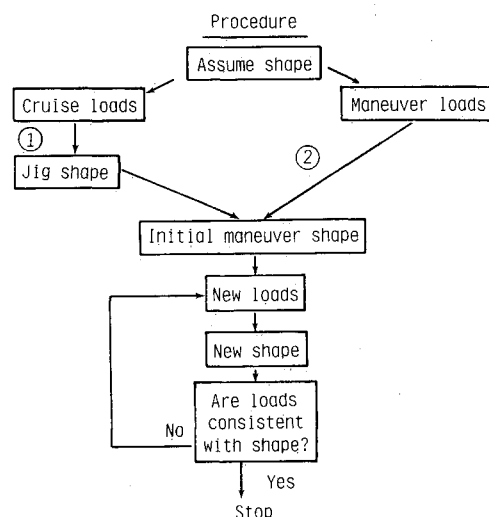 Procedure
Assume shape
Cruise loads
Maneuver loads
①
②
Jig shape
Initial maneuver shape
New loads
New shape
Are loads
consistent
with shape?
No
Yes
Stop